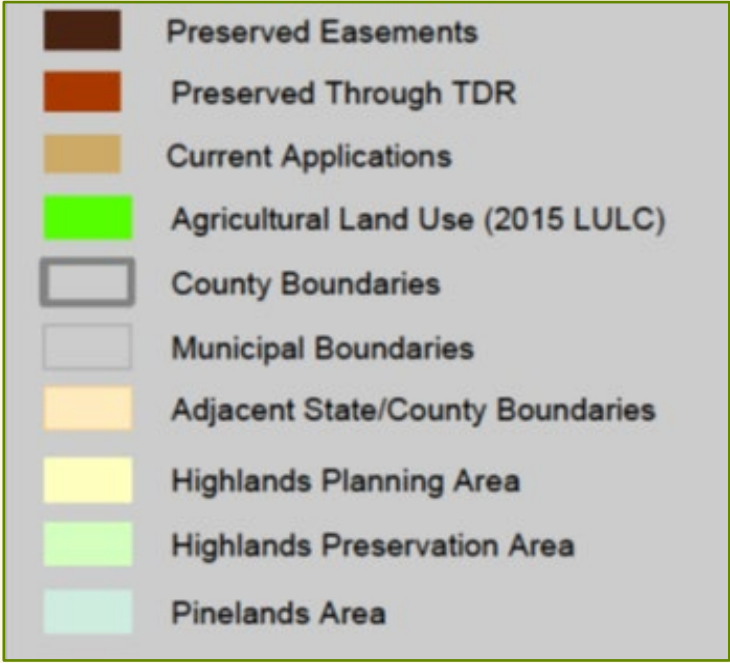 Preserved Easements
Preserved Through TDR
Current Applications
Agricultural Land Use (2015 LULC)
County Boundaries
Municipal Boundaries
Adjacent State/County Boundaries
Highlands Planning Area
Highlands Preservation Area
Pinelands Area